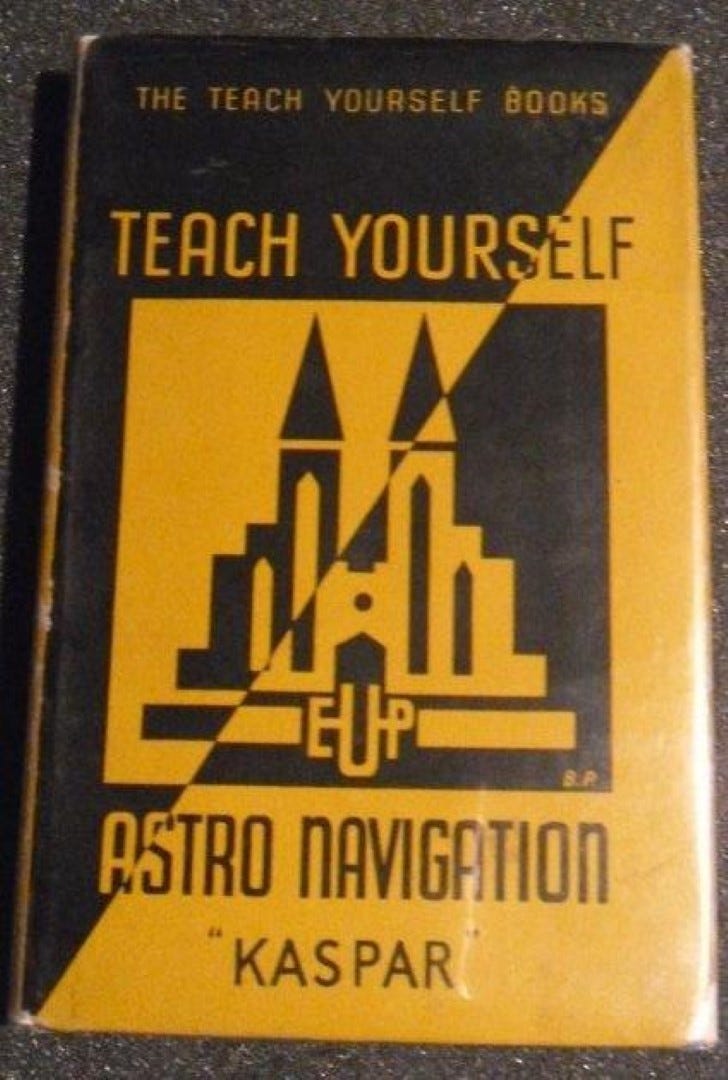 THE TEACH YOURSELF BOOKS
TEACH YOURSELF
EUP
B.P.
ASTRO NAVIGATION
"KASPAR"